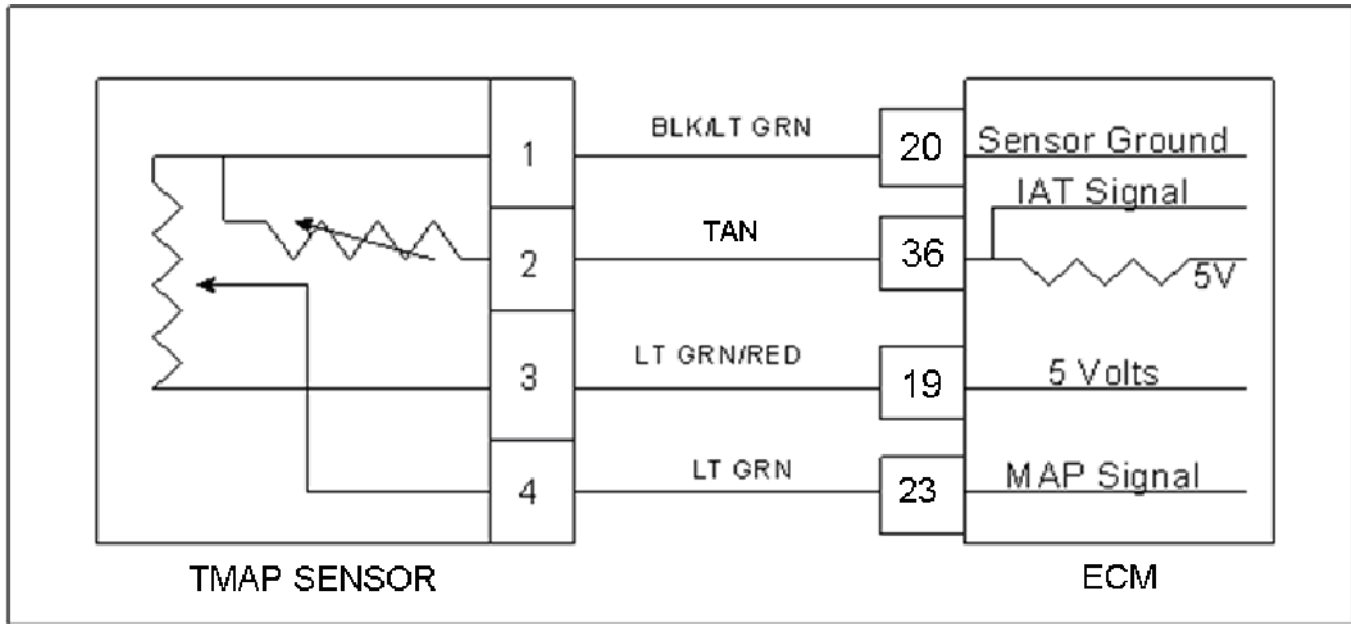 1
BLK/LT GRN
20
Sensor Ground
IAT Signal
2
TAN
36
5V
3
LT GRN/RED
19
5 Volts
4
LT GRN
23
MAP Signal
TMAP SENSOR
ECM